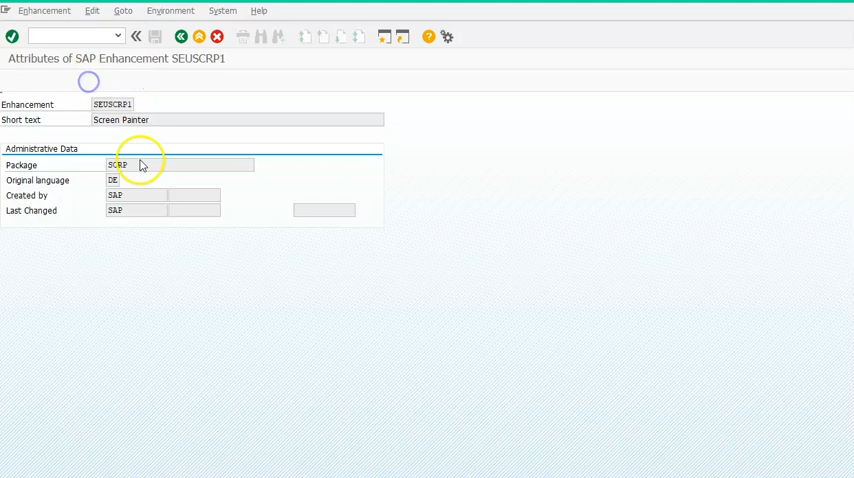 Enhancement Edit Goto Environment System Help
Attributes of SAP Enhancement SEUSCRP1
Enhancement SEUSCRP1
Short text Screen Painter
Administrative Data
Package SCRP
Original language DE
Created by SAP
Last Changed SAP